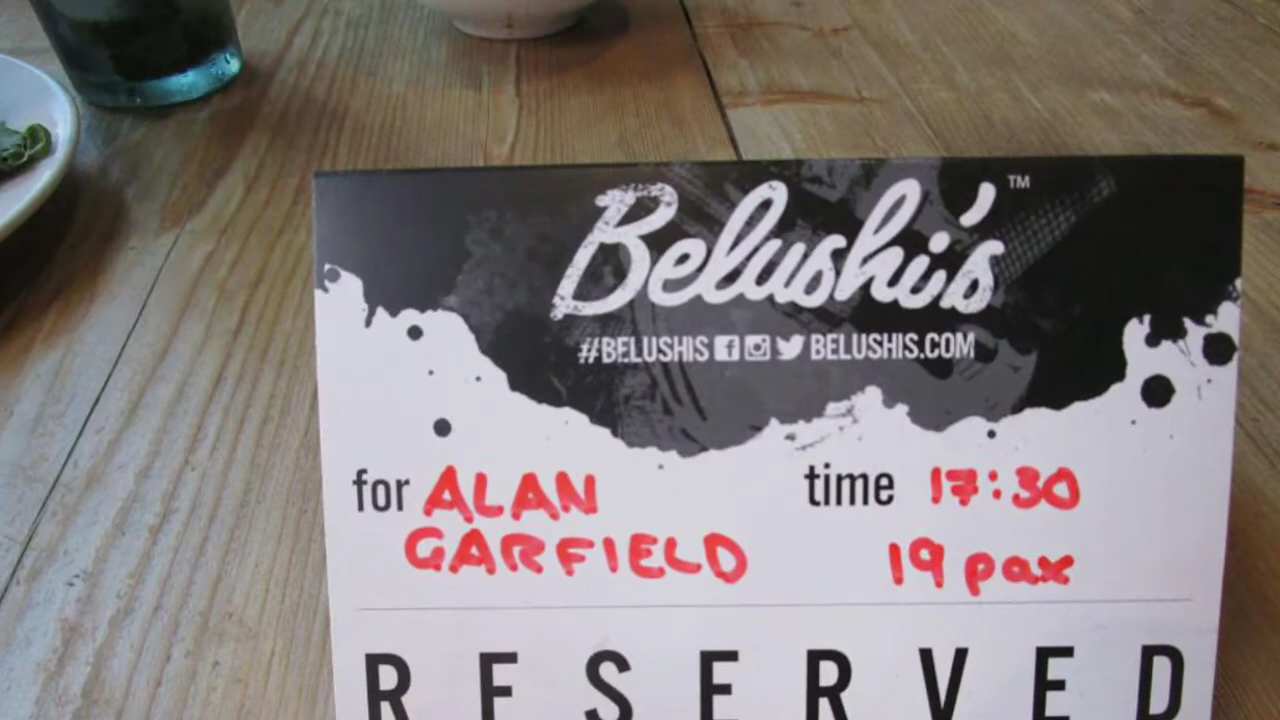 Belushi's™
#BELUSHIS BELUSHIS.COM
for ALAN GARFIELD
time 17:30
19 pax
RESERVED